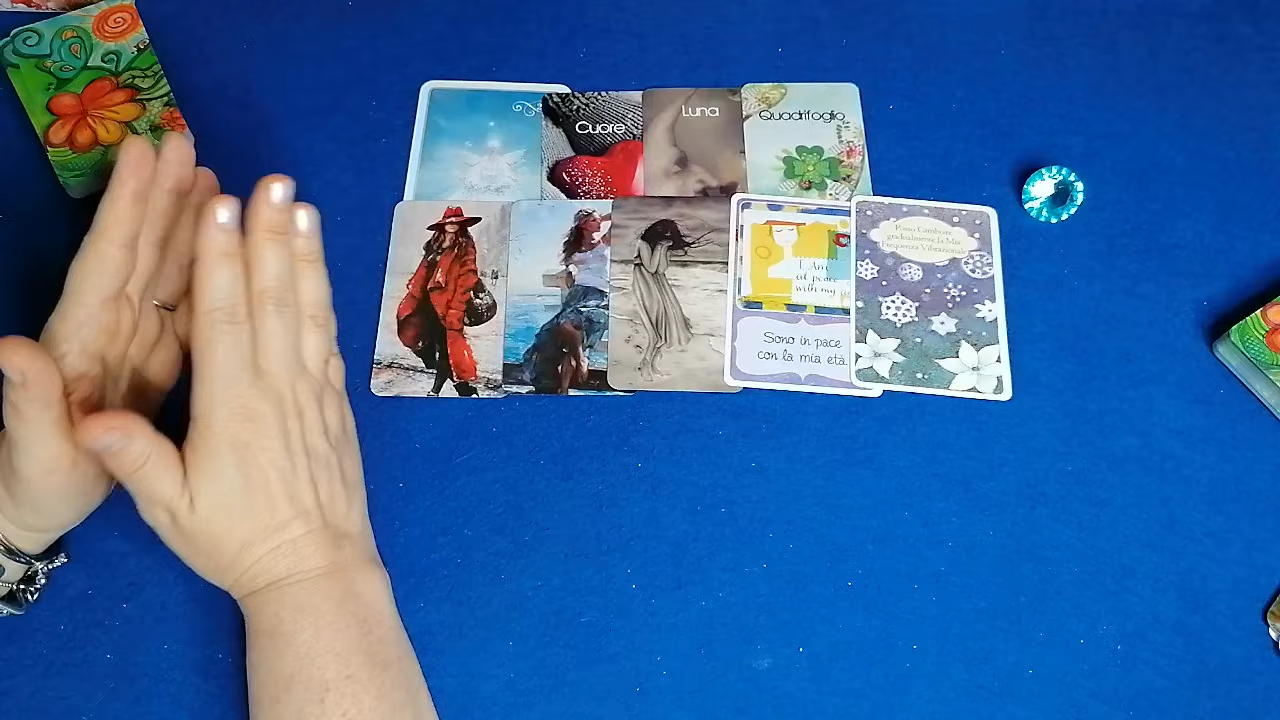 Cuore
Luna
Quadrifoglio
I Am
at peace
with my
Sono in pace
con la mia età.
Posso Cambiare
gradualmente la Mia
Frequenza Vibrazionale